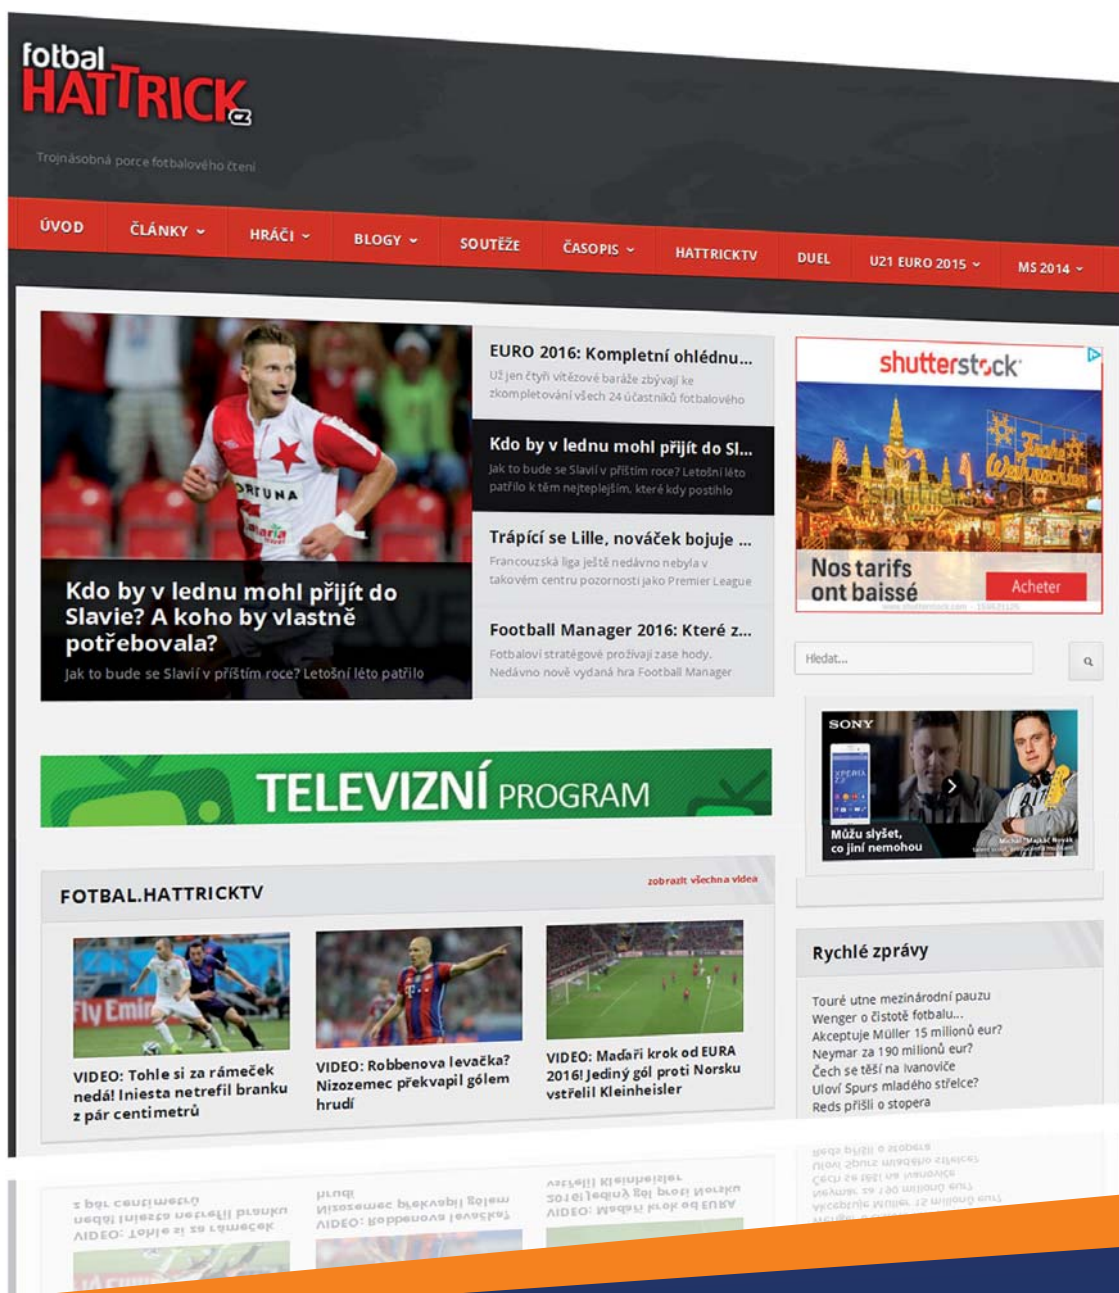 fotbal
HATTRICK
cz
Trojnásobná porce fotbalového čtení
ÚVOD ČLÁNKY HRÁČI BLOGY SOUTĚŽE ČASOPIS HATTRICKTV DUEL U21 EURO 2015 MS 2014
Kdo by v lednu mohl přijít do
Slavie? A koho by vlastně
potřebovala?
Jak to bude se Slavií v příštím roce? Letošní léto patřilo
EURO 2016: Kompletní ohlédnu...
Už jen čtyři vítězové baráže zbývají ke
zkompletování všech 24 účastníků fotbalového
Kdo by v lednu mohl přijít do Sl...
Jak to bude se Slavií v příštím roce? Letošní léto
patřilo k těm nejteplejším, které kdy postihlo
Trápící se Lille, nováček bojuje ...
Francouzská liga ještě nedávno nebyla v
takovém centru pozornosti jako Premier League
Football Manager 2016: Které z...
Fotbaloví stratégové prožívají zase hody.
Nedávno nově vydaná hra Football Manager
shutterstock
Frohe
Weihnachten
shutterstock
Nos tarifs
ont baissé
Acheter
Hledat...
SONY
XPERIA
Můžu slyšet,
co jiní nemohou
TELEVIZNÍ PROGRAM
FOTBAL.HATTRICKTV
zobrazit všechna videa
Fly Emir
VIDEO: Tohle si za rámeček
nedá! Iniesta netrefil branku
z pár centimetrů
VIDEO: Robbenova levačka?
Nizozemec překvapil gólem
hrudí
VIDEO: Maďaři krok od EURA
2016! Jediný gól proti Norsku
vstřelil Kleinheisler
Rychlé zprávy
Touré utne mezinárodní pauzu
Wenger o čistotě fotbalu...
Akceptuje Müller 15 milionů eur?
Neymar za 190 milionů eur?
Čech se těší na Ivanoviče
Uloví Spurs mladého střelce?
Reds přišli o stopera